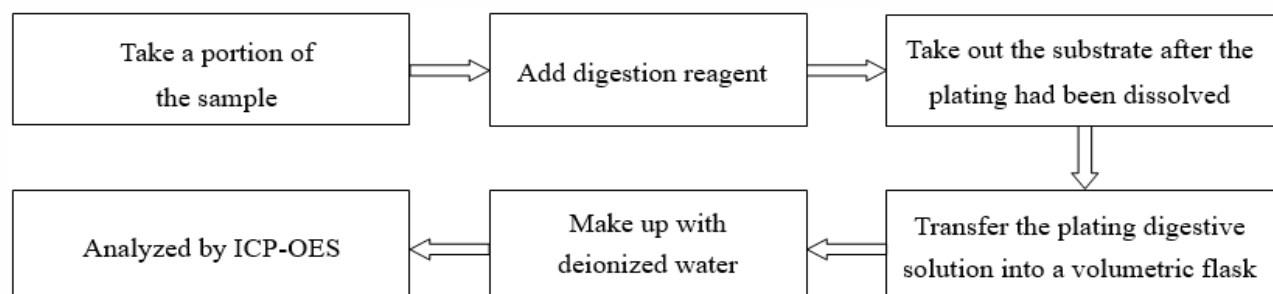 Take a portion of
the sample
Add digestion reagent
Take out the substrate after the
plating had been dissolved
Transfer the plating digestive
solution into a volumetric flask
Make up with
deionized water
Analyzed by ICP-OES